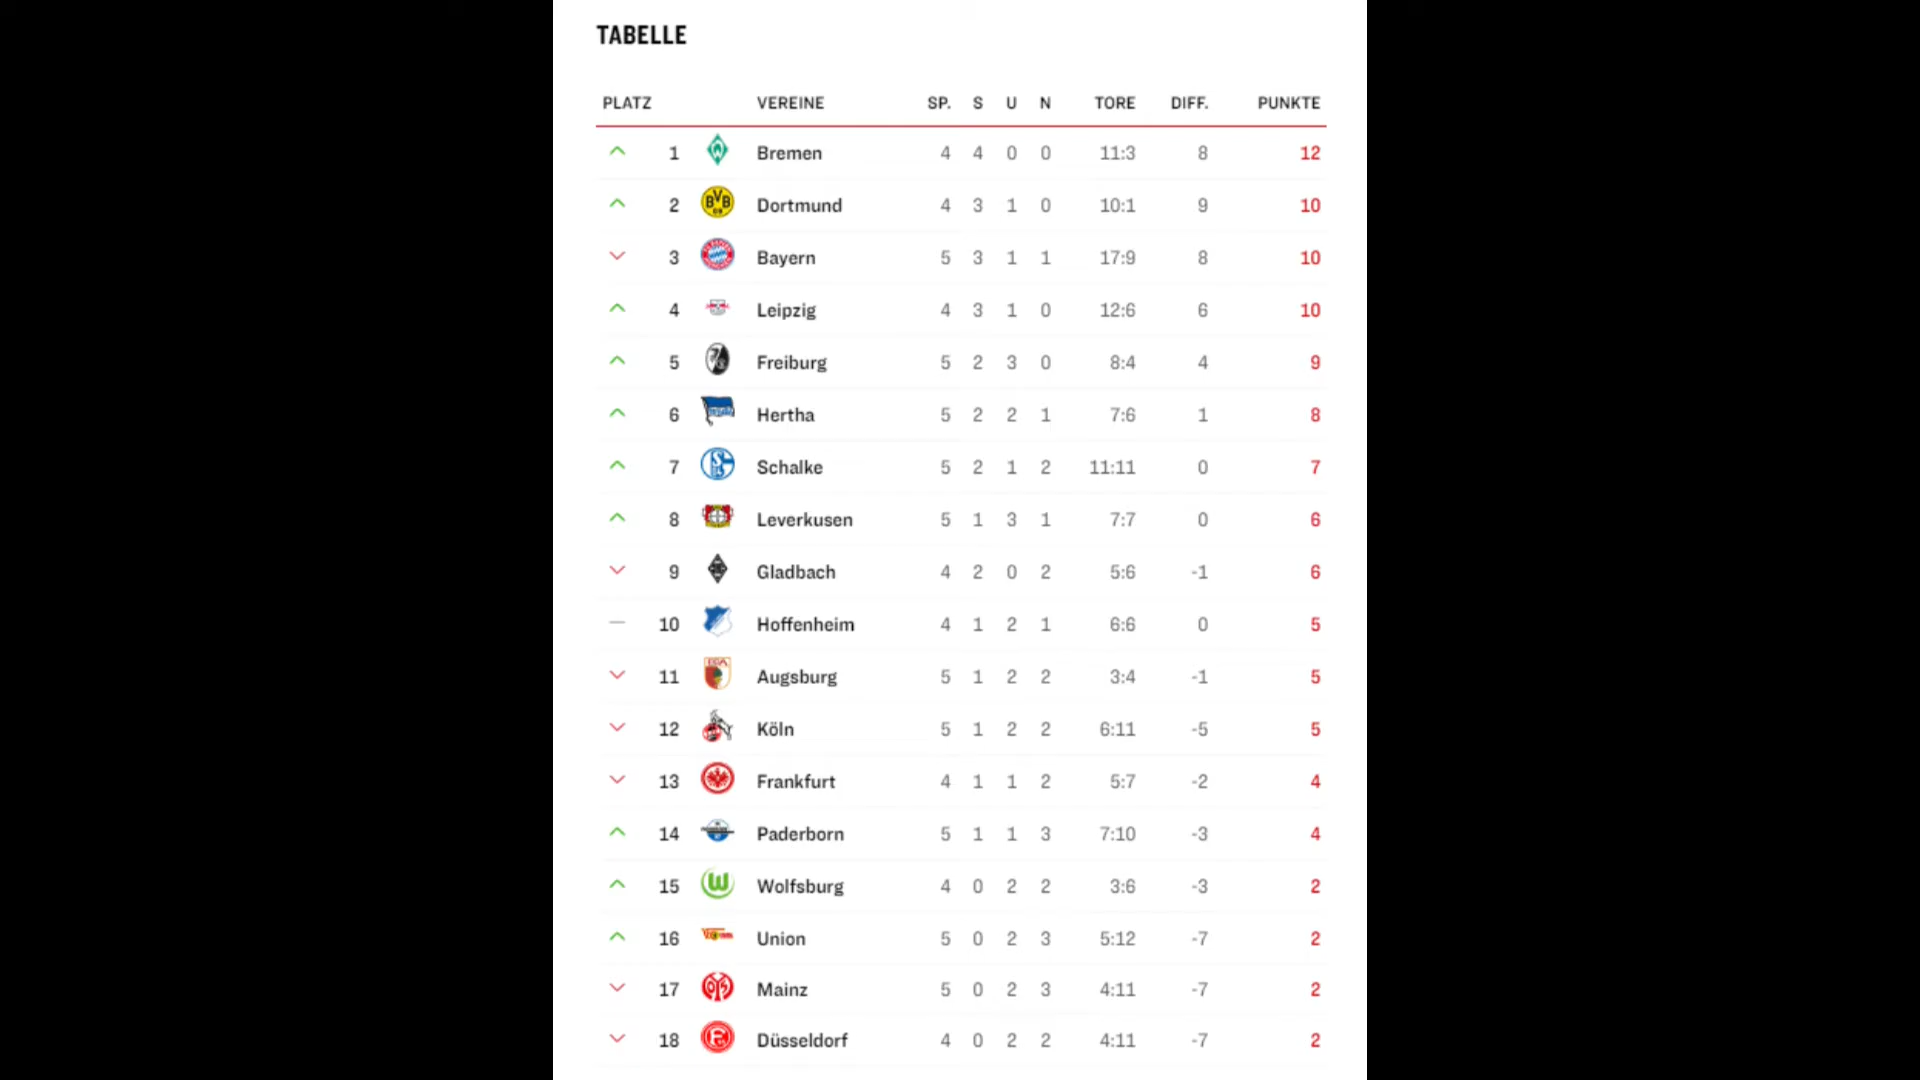 TABELLE
PLATZ VEREINE SP. S U N TORE DIFF. PUNKTE
1 Bremen 4 4 0 0 11:3 8 12
2 BVB 09 Dortmund 4 3 1 0 10:1 9 10
3 Bayern 5 3 1 1 17:9 8 10
4 Leipzig 4 3 1 0 12:6 6 10
5 Freiburg 5 2 3 0 8:4 4 9
6 Hertha 5 2 2 1 7:6 1 8
7 Schalke 5 2 1 2 11:11 0 7
8 Leverkusen 5 1 3 1 7:7 0 6
9 Gladbach 4 2 0 2 5:6 -1 6
10 Hoffenheim 4 1 2 1 6:6 0 5
11 FCA Augsburg 5 1 2 2 3:4 -1 5
12 Köln 5 1 2 2 6:11 -5 5
13 Frankfurt 4 1 1 2 5:7 -2 4
14 Paderborn 5 1 1 3 7:10 -3 4
15 W Wolfsburg 4 0 2 2 3:6 -3 2
16 Union 5 0 2 3 5:12 -7 2
17 Mainz 5 0 2 3 4:11 -7 2
18 F Düsseldorf 4 0 2 2 4:11 -7 2